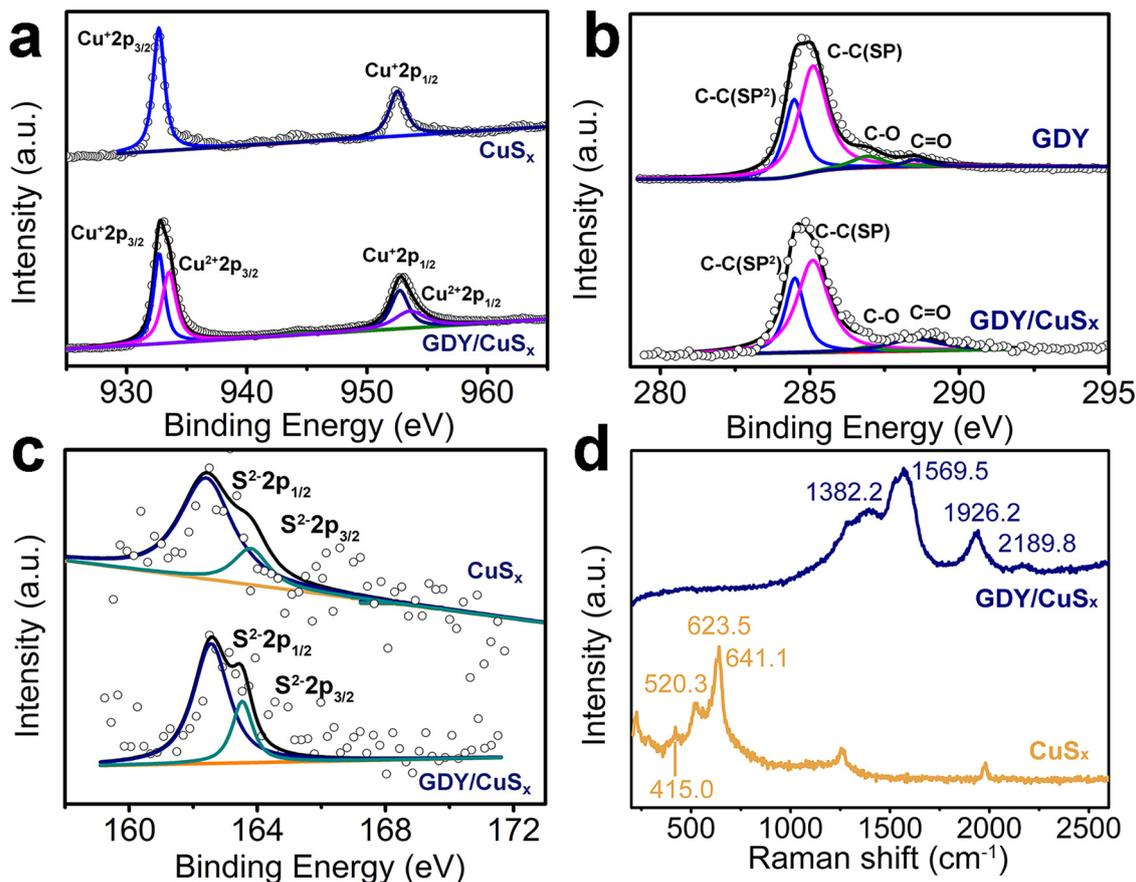 a
Cu⁺2p₃/₂
Cu⁺2p₁/₂
CuSₓ
Cu⁺2p₃/₂
Cu²⁺2p₃/₂
Cu⁺2p₁/₂
Cu²⁺2p₁/₂
GDY/CuSₓ
930 940 950 960
Binding Energy (eV)
Intensity (a.u.)
b
C-C(SP)
C-C(SP²)
C-O
C=O
GDY
C-C(SP)
C-C(SP²)
C-O
C=O
GDY/CuSₓ
280 285 290 295
Binding Energy (eV)
Intensity (a.u.)
c
S²⁻2p₁/₂
S²⁻2p₃/₂
CuSₓ
S²⁻2p₁/₂
S²⁻2p₃/₂
GDY/CuSₓ
160 164 168 172
Binding Energy (eV)
Intensity (a.u.)
d
1569.5
1382.2
1926.2
2189.8
GDY/CuSₓ
623.5
641.1
520.3
CuSₓ
415.0
500 1000 1500 2000 2500
Raman shift (cm⁻¹)
Intensity (a.u.)